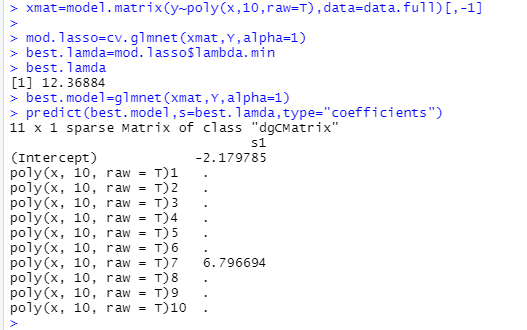 > xmat=model.matrix(y~poly(x,10,raw=T),data=data.full)[,-1]
>
> mod.lasso=cv.glmnet(xmat,Y,alpha=1)
> best.lamda=mod.lasso$lambda.min
> best.lamda
[1] 12.36884
> best.model=glmnet(xmat,Y,alpha=1)
> predict(best.model,s=best.lamda,type="coefficients")
11 x 1 sparse Matrix of class "dgCMatrix"
s1
(Intercept) -2.179785
poly(x, 10, raw = T)1 .
poly(x, 10, raw = T)2 .
poly(x, 10, raw = T)3 .
poly(x, 10, raw = T)4 .
poly(x, 10, raw = T)5 .
poly(x, 10, raw = T)6 .
poly(x, 10, raw = T)7 6.796694
poly(x, 10, raw = T)8 .
poly(x, 10, raw = T)9 .
poly(x, 10, raw = T)10 .
>